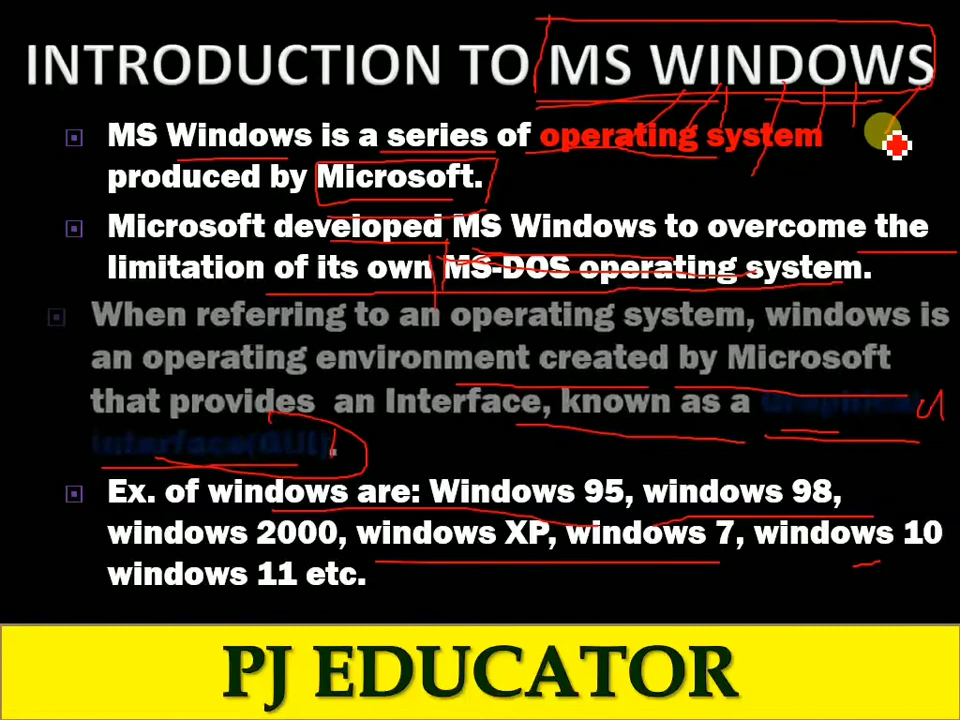 INTRODUCTION TO MS WINDOWS
MS Windows is a series of operating system
produced by Microsoft.
Microsoft developed MS Windows to overcome the
limitation of its own MS-DOS operating system.
When referring to an operating system, windows is
an operating environment created by Microsoft
that provides an Interface, known as a Graphical
Interface(GUI).
Ex. of windows are: Windows 95, windows 98,
windows 2000, windows XP, windows 7, windows 10
windows 11 etc.
PJ EDUCATOR